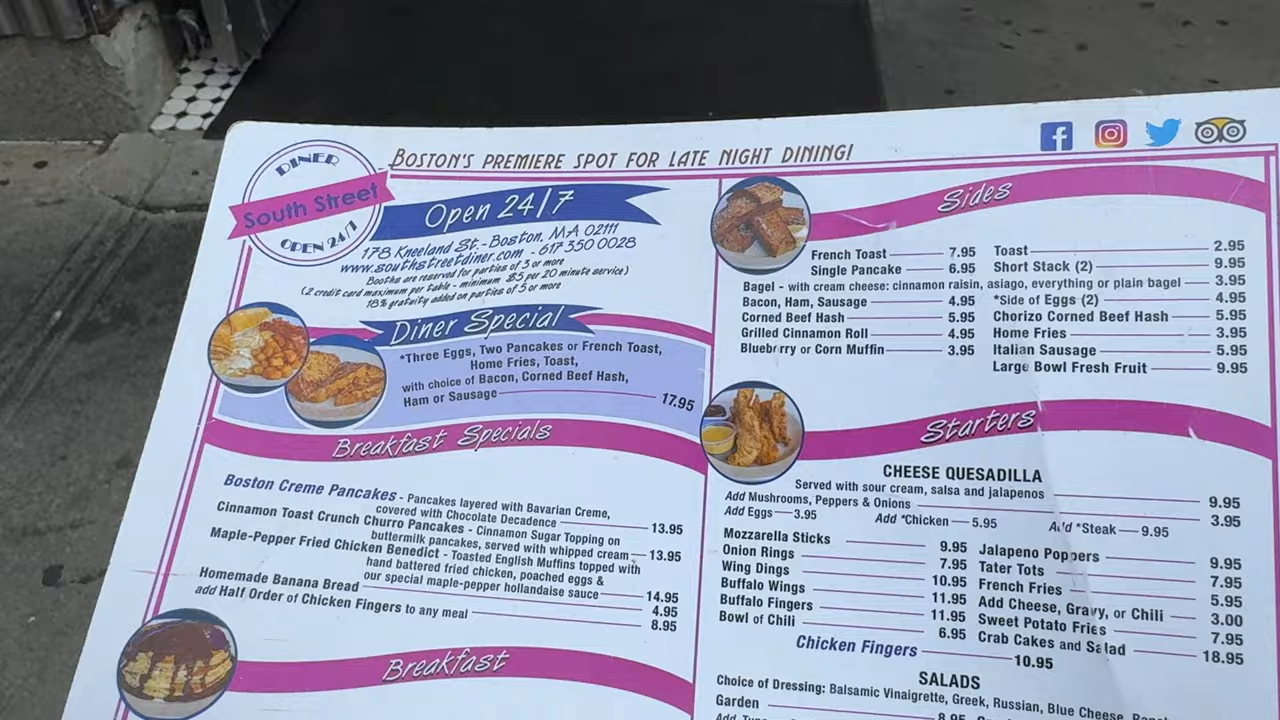 DINER
South Street
OPEN 24/7
BOSTON'S PREMIERE SPOT FOR LATE NIGHT DINING!
Open 24/7
178 Kneeland St. - Boston, MA 02111
www.southstreetdiner.com - 617 350 0028
Booths are reserved for parties of 3 or more
(2 credit card maximum per table - minimum $5 per 20 minute service)
18% gratuity added on parties of 5 or more
Diner Special
*Three Eggs, Two Pancakes or French Toast,
Home Fries, Toast,
with choice of Bacon, Corned Beef Hash,
Ham or Sausage 17.95
Breakfast Specials
Boston Creme Pancakes - Pancakes layered with Bavarian Creme,
covered with Chocolate Decadence 13.95
Cinnamon Toast Crunch Churro Pancakes - Cinnamon Sugar Topping on
buttermilk pancakes, served with whipped cream 13.95
Maple-Pepper Fried Chicken Benedict - Toasted English Muffins topped with
hand battered fried chicken, poached eggs &
our special maple-pepper hollandaise sauce 14.95
Homemade Banana Bread 4.95
add Half Order of Chicken Fingers to any meal 8.95
Breakfast
Sides
French Toast 7.95 Toast 2.95
Single Pancake 6.95 Short Stack (2) 9.95
Bagel - with cream cheese: cinnamon raisin, asiago, everything or plain bagel 3.95
Bacon, Ham, Sausage 4.95 *Side of Eggs (2) 4.95
Corned Beef Hash 5.95 Chorizo Corned Beef Hash 5.95
Grilled Cinnamon Roll 4.95 Home Fries 3.95
Blueberry or Corn Muffin 3.95 Italian Sausage 5.95
Large Bowl Fresh Fruit 9.95
Starters
CHEESE QUESADILLA
Served with sour cream, salsa and jalapenos 9.95
Add Mushrooms, Peppers & Onions 3.95
Add Eggs 3.95 Add *Chicken 5.95 Add *Steak 9.95
Mozzarella Sticks 9.95 Jalapeno Poppers 9.95
Onion Rings 7.95 Tater Tots 7.95
Wing Dings 10.95 French Fries 5.95
Buffalo Wings 11.95 Add Cheese, Gravy, or Chili 3.00
Buffalo Fingers 11.95 Sweet Potato Fries 7.95
Bowl of Chili 6.95 Crab Cakes and Salad 18.95
Chicken Fingers 10.95
SALADS
Choice of Dressing: Balsamic Vinaigrette, Greek, Russian, Blue Cheese,
Garden 8.95